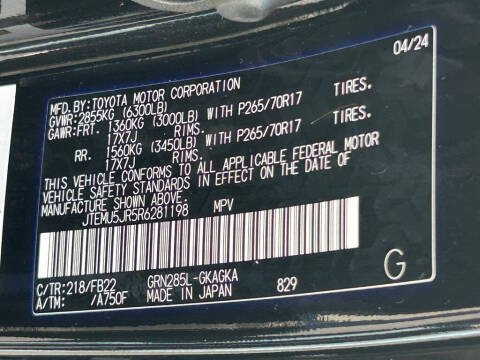 04/24
MFD.BY:TOYOTA MOTOR CORPORATION
GVWR:2855KG (6300LB)
GAWR:FRT. 1360KG (3000LB) WITH P265/70R17 TIRES.
17X7J RIMS.
RR. 1560KG (3450LB) WITH P265/70R17 TIRES.
17X7J RIMS.
THIS VEHICLE CONFORMS TO ALL APPLICABLE FEDERAL MOTOR
VEHICLE SAFETY STANDARDS IN EFFECT ON THE DATE OF
MANUFACTURE SHOWN ABOVE.
JTEMU5JR5R6281198 MPV
C/TR:218/FB22 GRN285L-GKAGKA
A/TM: /A750F MADE IN JAPAN 829 G